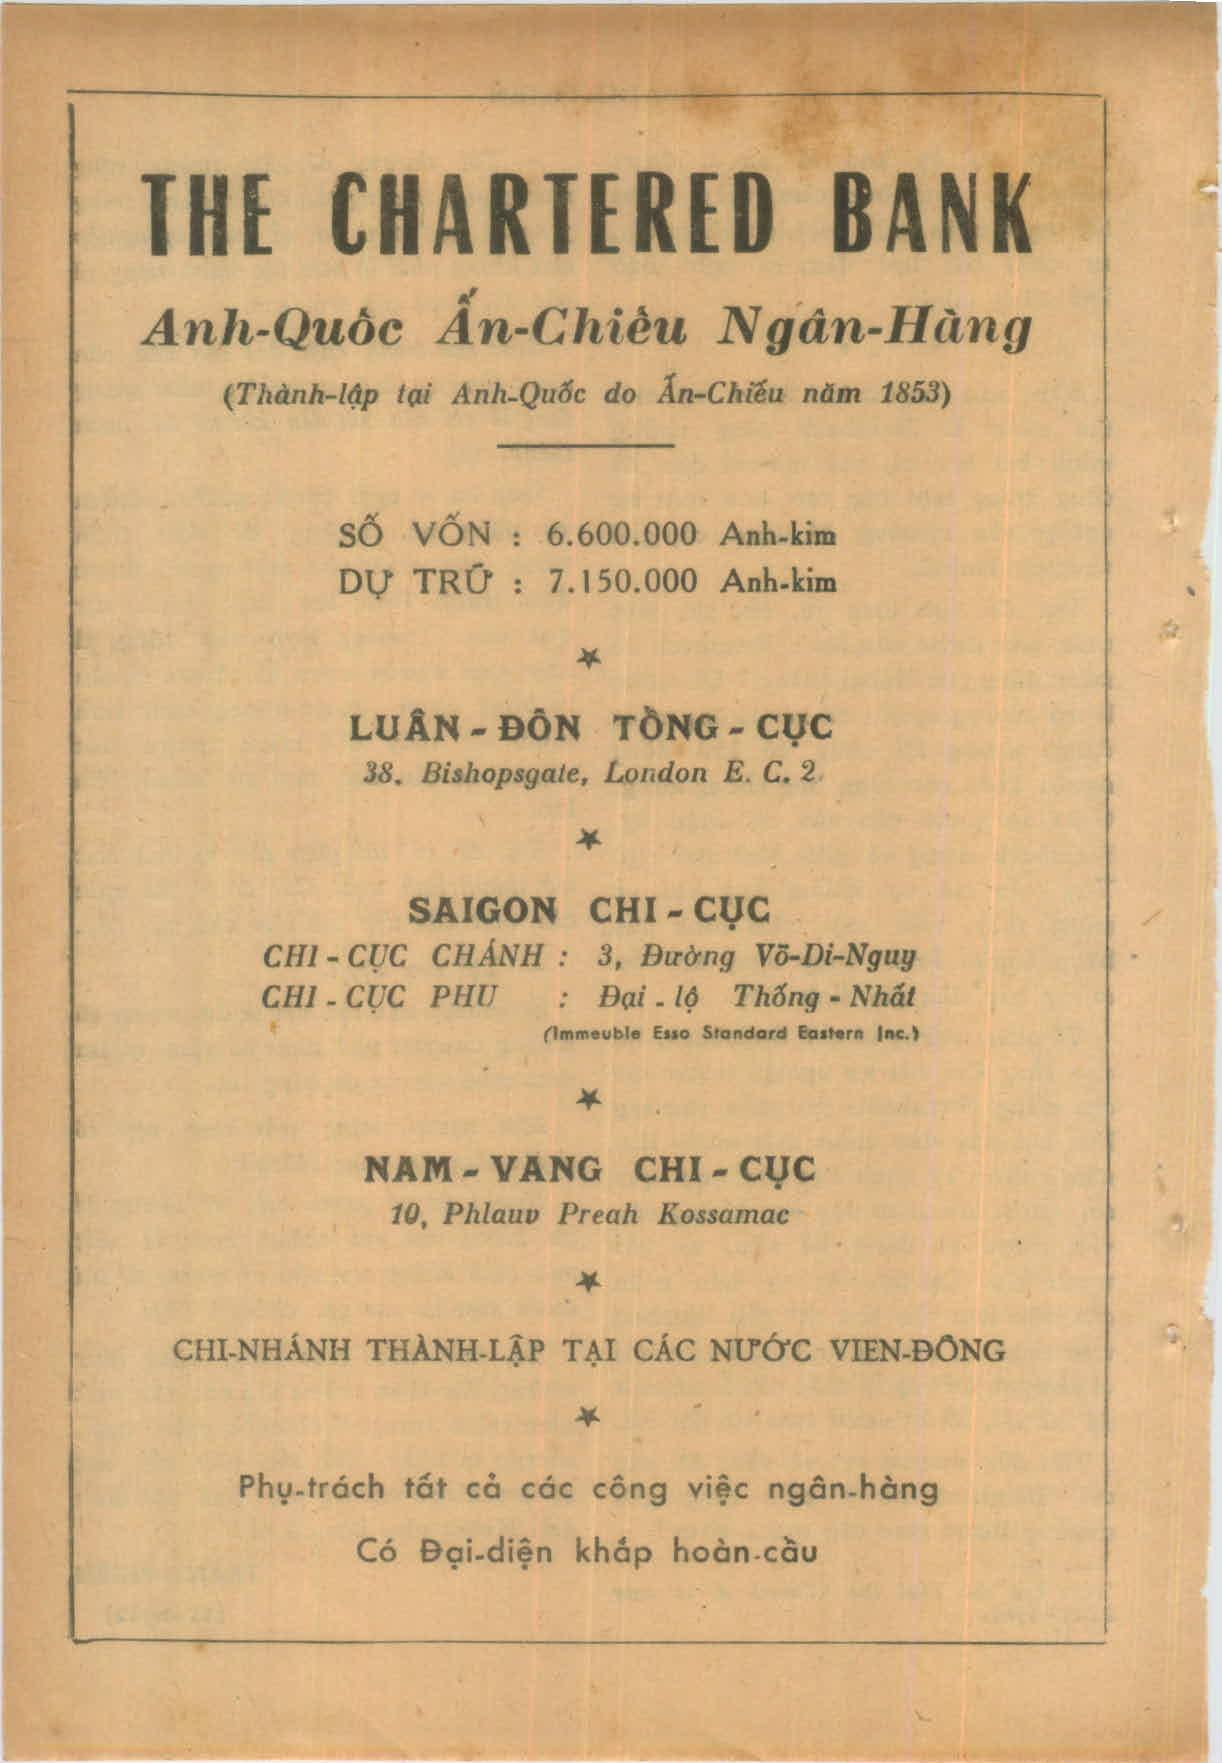 THE CHARTERED BANK
Anh-Quốc Ấn-Chiếu Ngân-Hàng
(Thành-lập tại Anh-Quốc do Ấn-Chiếu năm 1853)
SỐ VỐN : 6.600.000 Anh-kim
DỰ TRỮ : 7.150.000 Anh-kim
★
LUÂN - ĐÔN TỔNG - CỤC
38. Bishopsgate, London E. C. 2.
★
SAIGON CHI - CỤC
CHI - CỤC CHÁNH : 3, Đường Võ-Di-Nguy
CHI - CỤC PHU : Đại - lộ Thống - Nhất
(Immeuble Esso Standard Eastern Inc.)
★
NAM - VANG CHI - CỤC
10, Phlauv Preah Kossamac
★
CHI-NHÁNH THÀNH-LẬP TẠI CÁC NƯỚC VIEN-ĐÔNG
★
Phụ-trách tất cả các công việc ngân-hàng
Có Đại-diện khắp hoàn-cầu